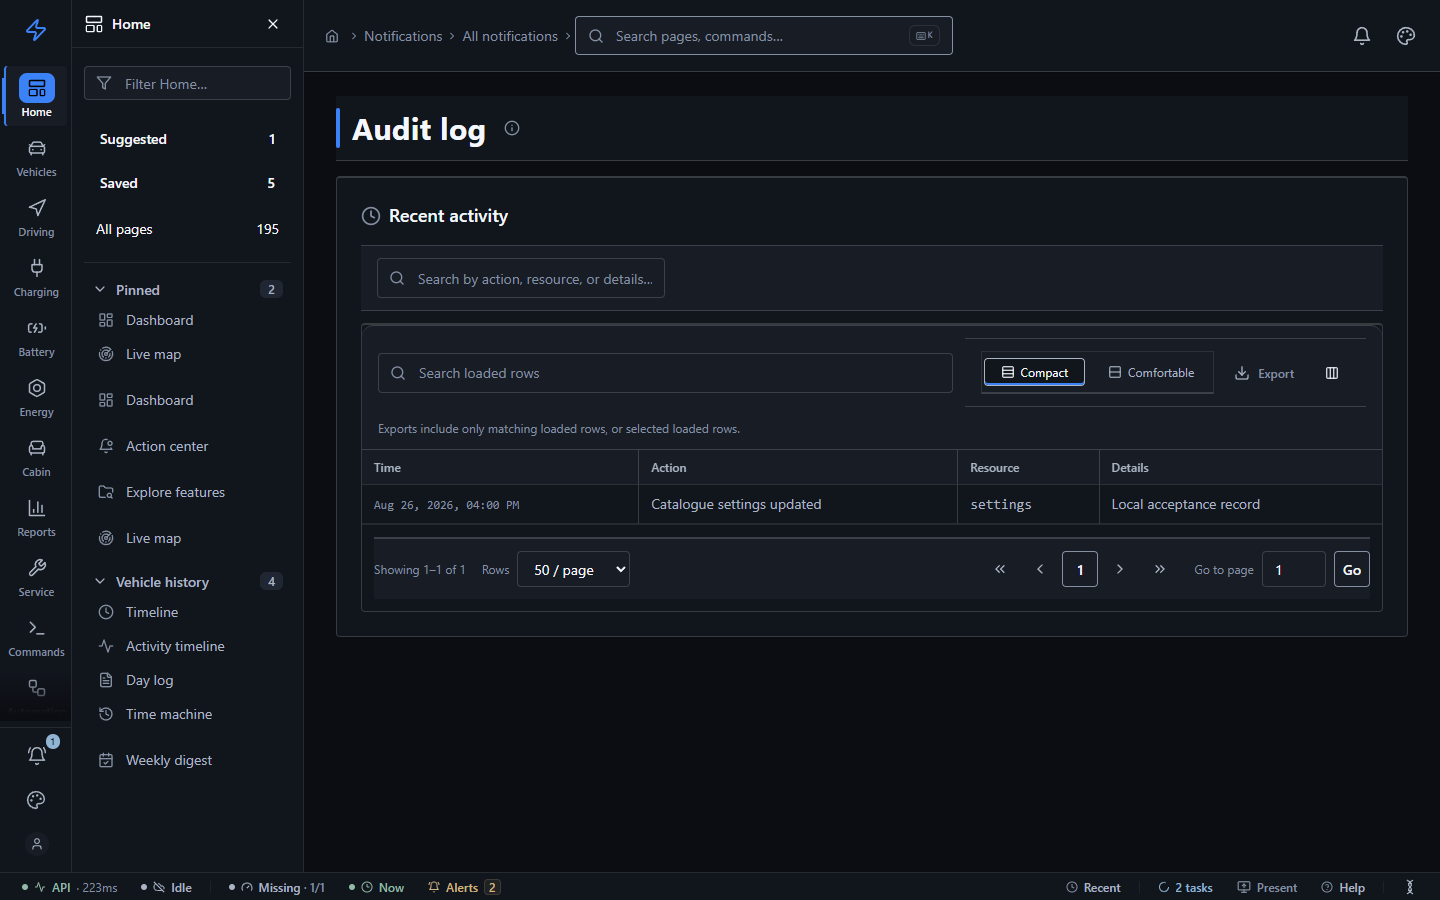 Home
Notifications
All notifications
Search pages, commands...
K
Home
Vehicles
Driving
Charging
Battery
Energy
Cabin
Reports
Service
Commands
1
Filter Home...
Suggested 1
Saved 5
All pages 195
Pinned 2
Dashboard
Live map
Dashboard
Action center
Explore features
Live map
Vehicle history 4
Timeline
Activity timeline
Day log
Time machine
Weekly digest
Audit log
Recent activity
Search by action, resource, or details...
Search loaded rows
Compact
Comfortable
Export
Exports include only matching loaded rows, or selected loaded rows.
Time Action Resource Details
Aug 26, 2026, 04:00 PM Catalogue settings updated settings Local acceptance record
Showing 1–1 of 1 Rows 50 / page 1 Go to page 1 Go
API · 223ms Idle Missing · 1/1 Now Alerts 2 Recent 2 tasks Present Help